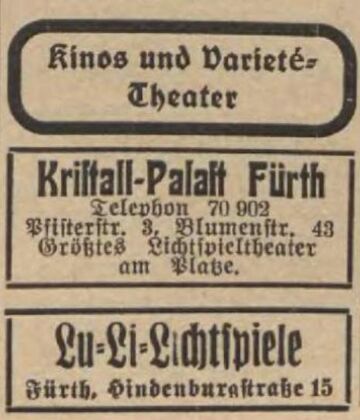 Kinos und Varieté-
Theater
Kristall-Palast Fürth
Telephon 70 902
Pfisterstr. 3, Blumenstr. 43
Größtes Lichtspieltheater
am Platze.
Lu-Li-Lichtspiele
Fürth, Hindenburgstraße 15